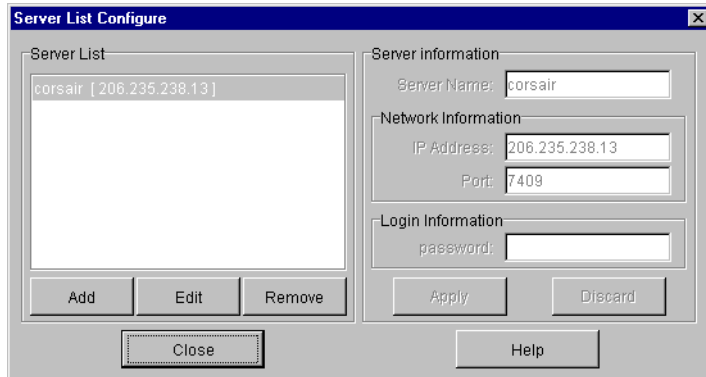 Server List Configure
Server List
corsair [206.235.238.13]
Add
Edit
Remove
Server information
Server Name: corsair
Network Information
IP Address: 206.235.238.13
Port: 7409
Login Information
password:
Apply
Discard
Close
Help